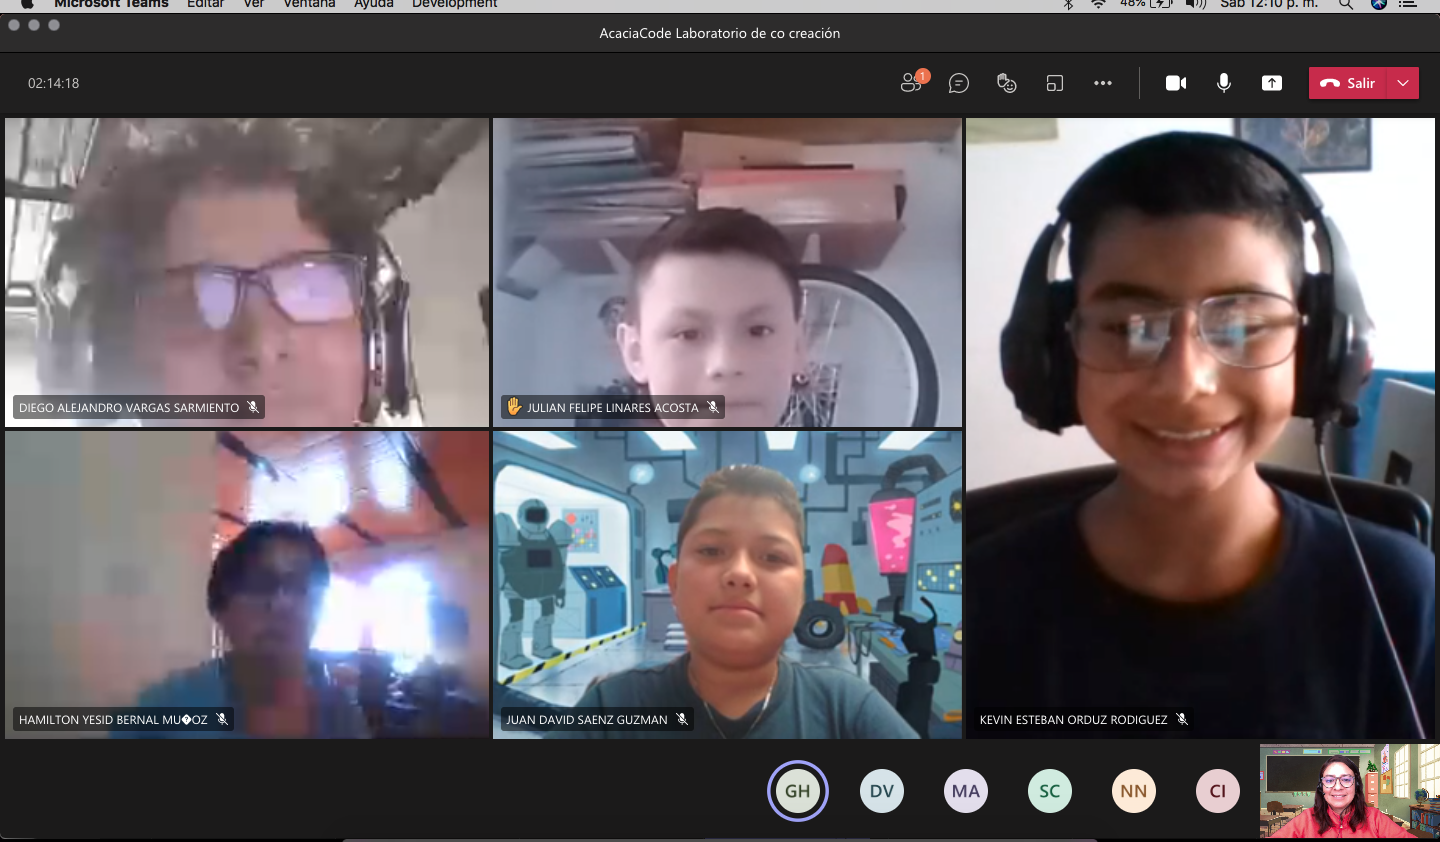 Microsoft Teams Editar Ver Ventana Ayuda Development 48% Sáb 12:10 p. m.
AcaciaCode Laboratorio de co creación
02:14:18 1 Salir
DIEGO ALEJANDRO VARGAS SARMIENTO
JULIAN FELIPE LINARES ACOSTA
HAMILTON YESID BERNAL MU�OZ
JUAN DAVID SAENZ GUZMAN
KEVIN ESTEBAN ORDUZ RODIGUEZ
GH DV MA SC NN CI